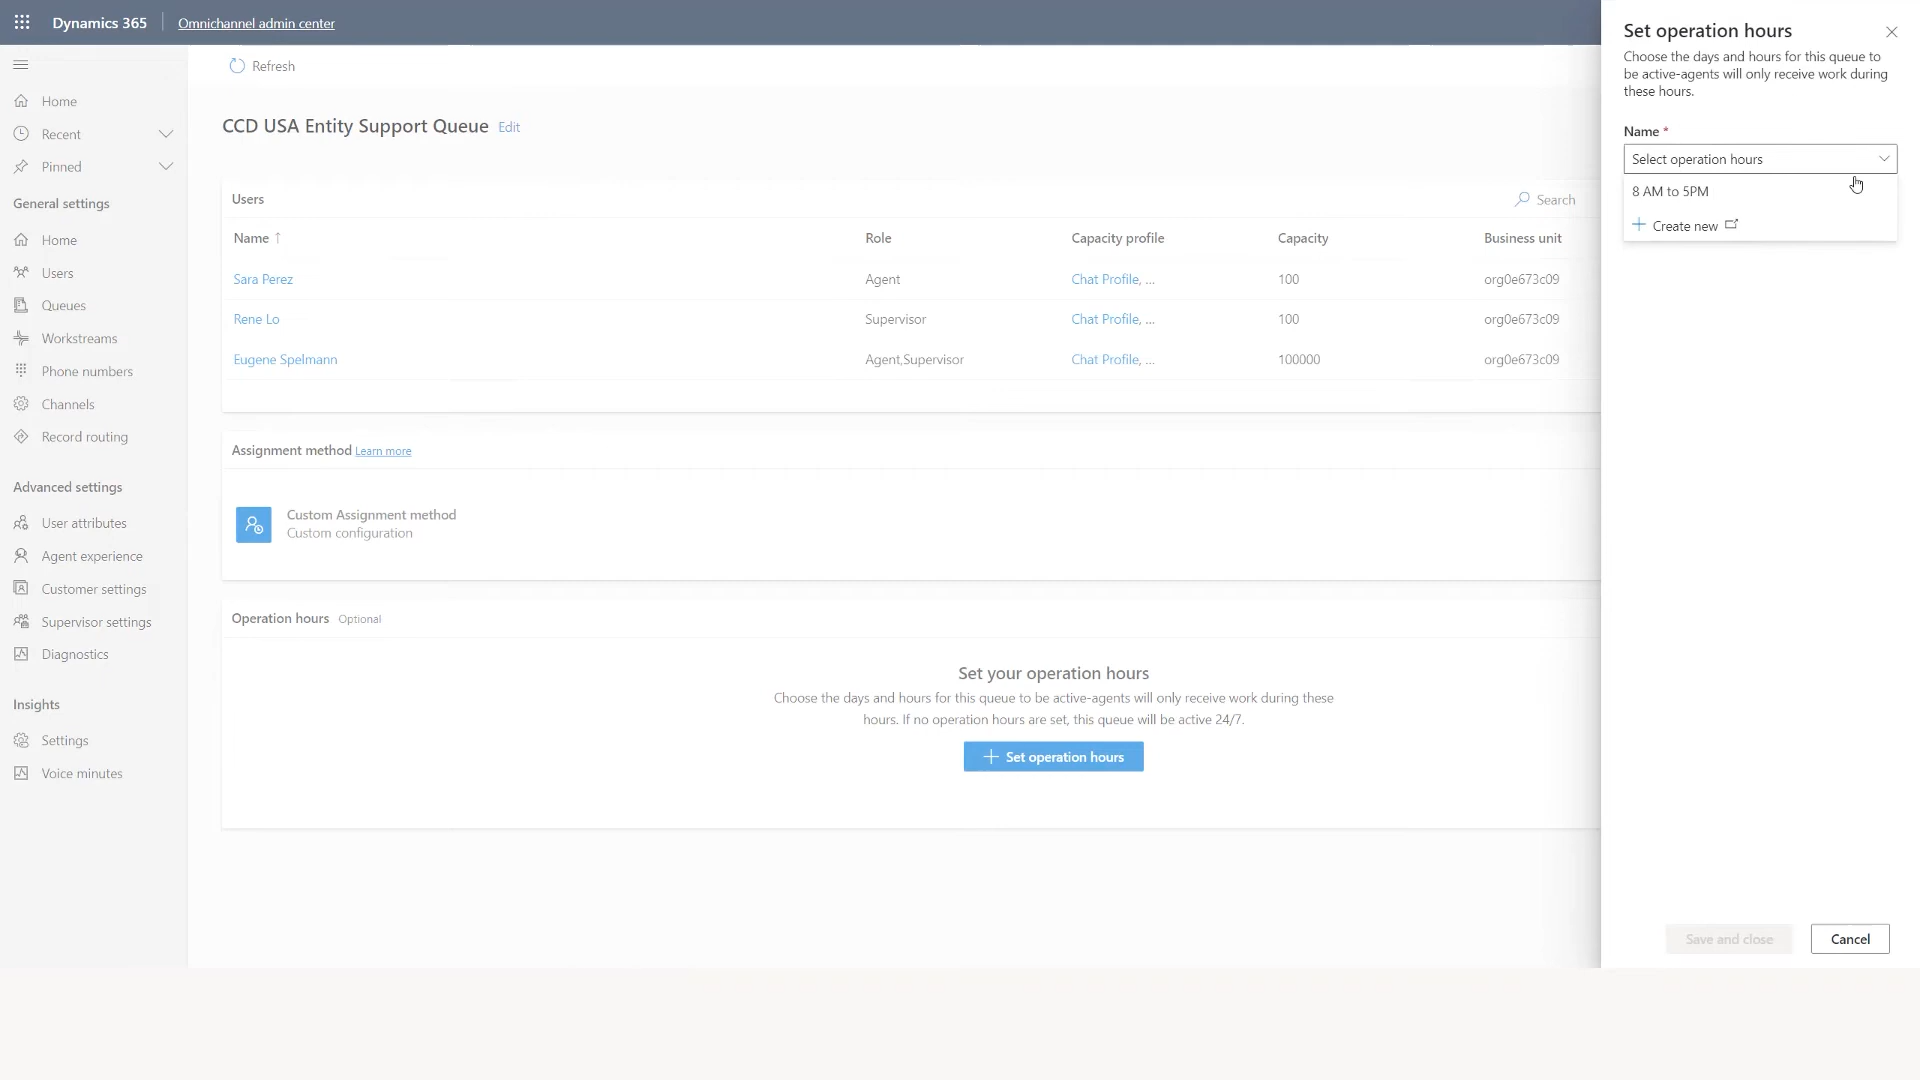 Dynamics 365
Omnichannel admin center
Home
Recent
Pinned
General settings
Home
Users
Queues
Workstreams
Phone numbers
Channels
Record routing
Advanced settings
User attributes
Agent experience
Customer settings
Supervisor settings
Diagnostics
Insights
Settings
Voice minutes
Refresh
CCD USA Entity Support Queue Edit
Users
Search
Name ↑ Role Capacity profile Capacity Business unit
Sara Perez Agent Chat Profile, ... 100 org0e673c09
Rene Lo Supervisor Chat Profile, ... 100 org0e673c09
Eugene Spelmann Agent,Supervisor Chat Profile, ... 100000 org0e673c09
Assignment method Learn more
Custom Assignment method
Custom configuration
Operation hours Optional
Set your operation hours
Choose the days and hours for this queue to be active-agents will only receive work during these
hours. If no operation hours are set, this queue will be active 24/7.
+ Set operation hours
Set operation hours
Choose the days and hours for this queue to
be active-agents will only receive work during
these hours.
Name *
Select operation hours
8 AM to 5PM
+ Create new
Save and close
Cancel